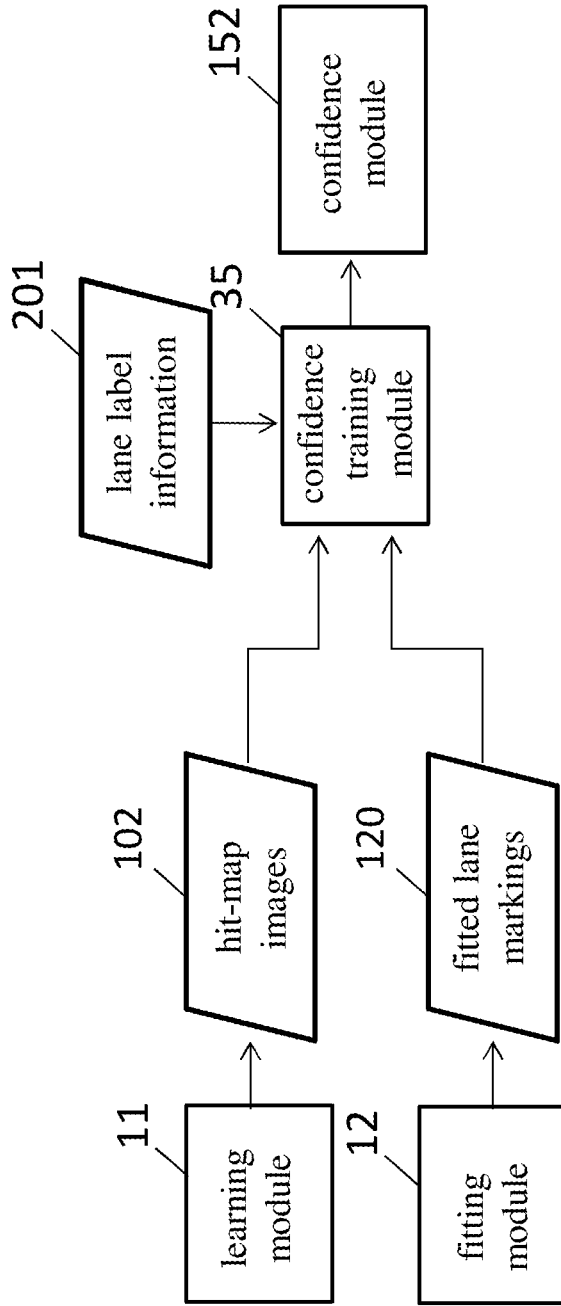 11
learning
module
102
hit-map
images
12
fitting
module
120
fitted lane
markings
201
lane label
information
35
confidence
training
module
152
confidence
module